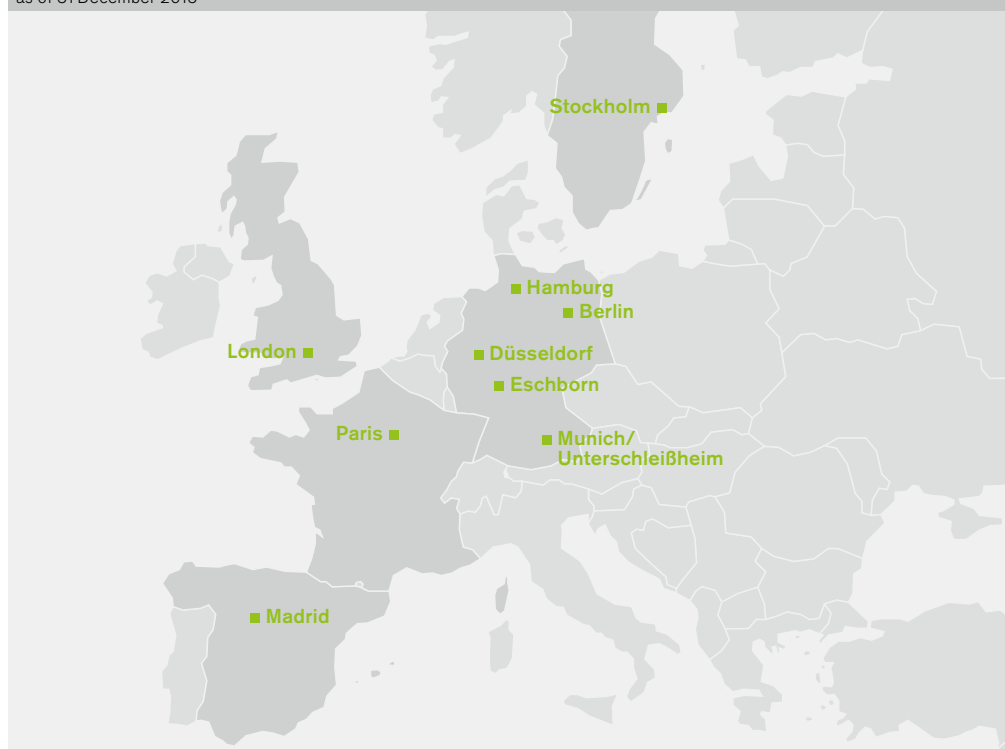 Stockholm
Hamburg
Berlin
London
Düsseldorf
Eschborn
Paris
Munich/
Unterschleißheim
Madrid